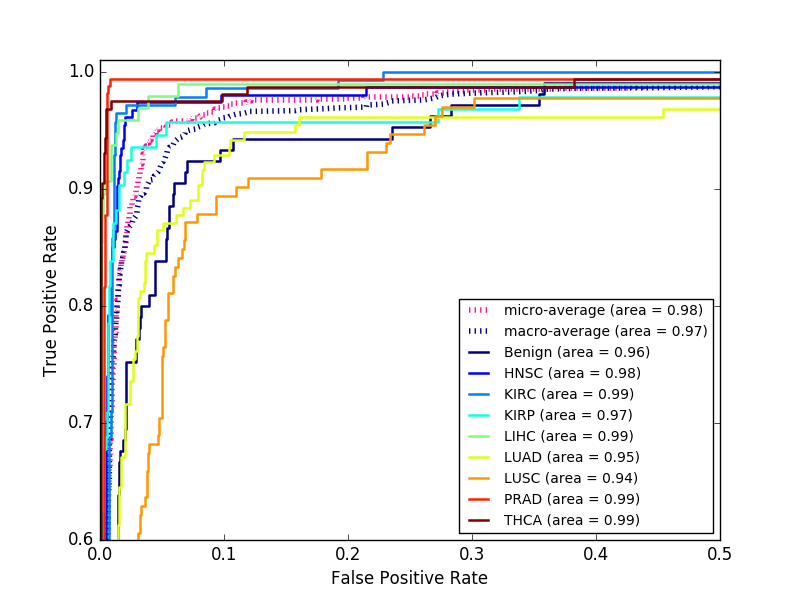 1.0
0.9
0.8
0.7
0.6
0.0
0.1
0.2
0.3
0.4
0.5
True Positive Rate
False Positive Rate
micro-average (area = 0.98)
macro-average (area = 0.97)
Benign (area = 0.96)
HNSC (area = 0.98)
KIRC (area = 0.99)
KIRP (area = 0.97)
LIHC (area = 0.99)
LUAD (area = 0.95)
LUSC (area = 0.94)
PRAD (area = 0.99)
THCA (area = 0.99)